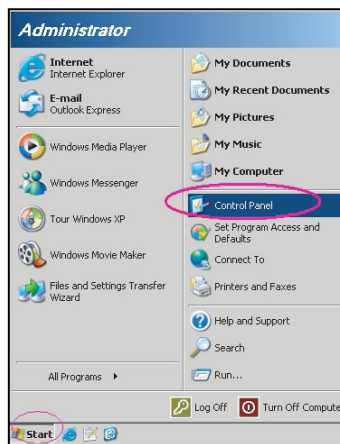 Administrator
Internet
Internet Explorer
E-mail
Outlook Express
Windows Media Player
Windows Messenger
Tour Windows XP
Windows Movie Maker
Files and Settings Transfer
Wizard
All Programs
My Documents
My Recent Documents
My Pictures
My Music
My Computer
Control Panel
Set Program Access and
Defaults
Connect To
Printers and Faxes
Help and Support
Search
Run...
Log Off
Turn Off Compute
Start